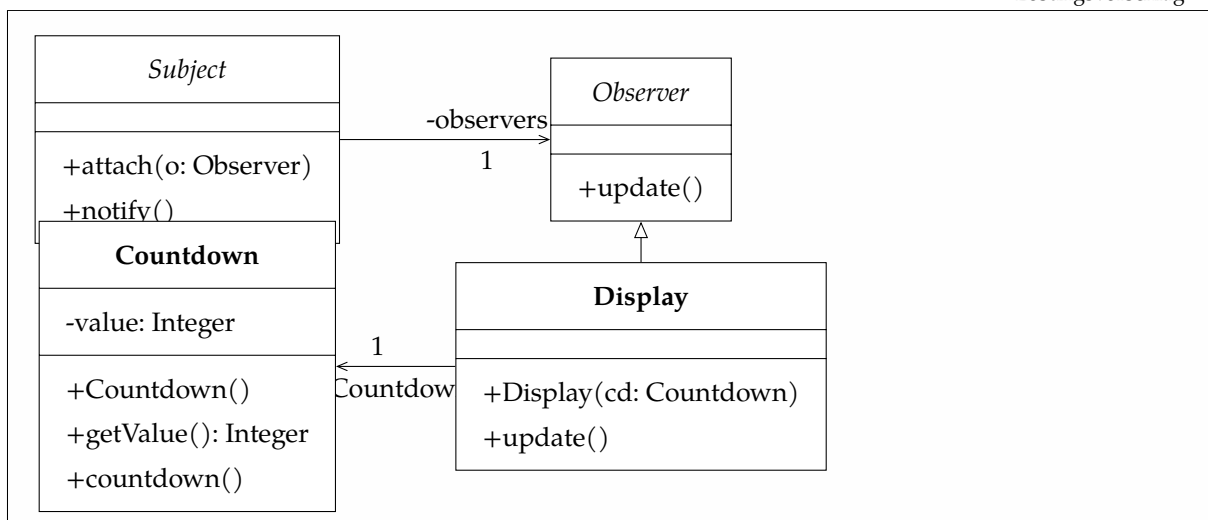 Subject
+attach(o: Observer)
+notify()
-observers
1
Observer
+update()
Countdown
-value: Integer
+Countdown()
+getValue(): Integer
+countdown()
1
Countdow
Display
+Display(cd: Countdown)
+update()